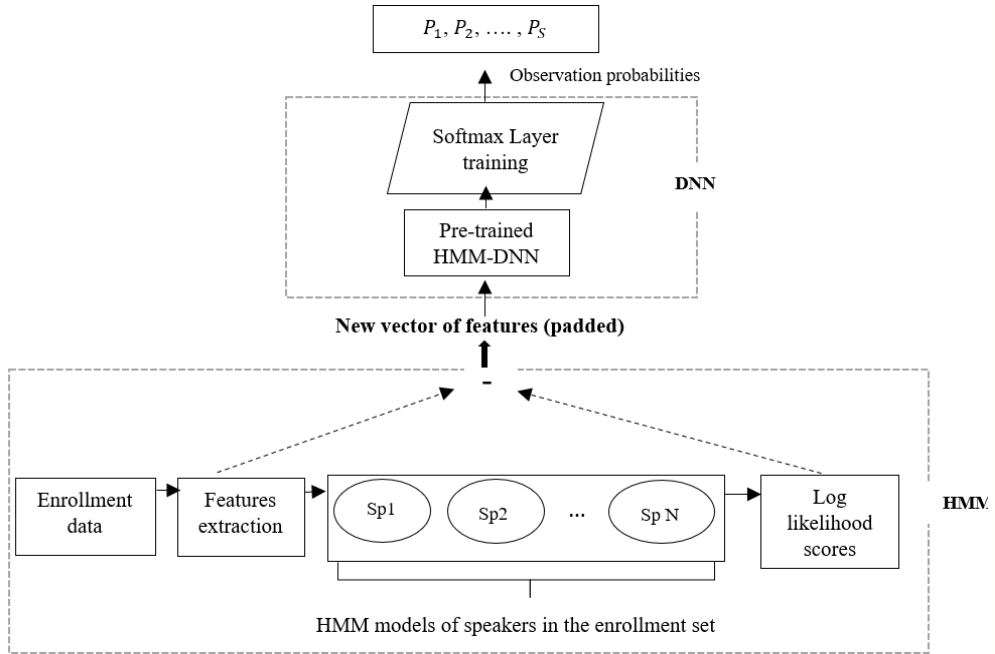 P₁, P₂, …. , P_S
Observation probabilities
Softmax Layer
training
DNN
Pre-trained
HMM-DNN
New vector of features (padded)
-
Enrollment
data
Features
extraction
Sp1
Sp2
...
Sp N
Log
likelihood
scores
HMM
HMM models of speakers in the enrollment set